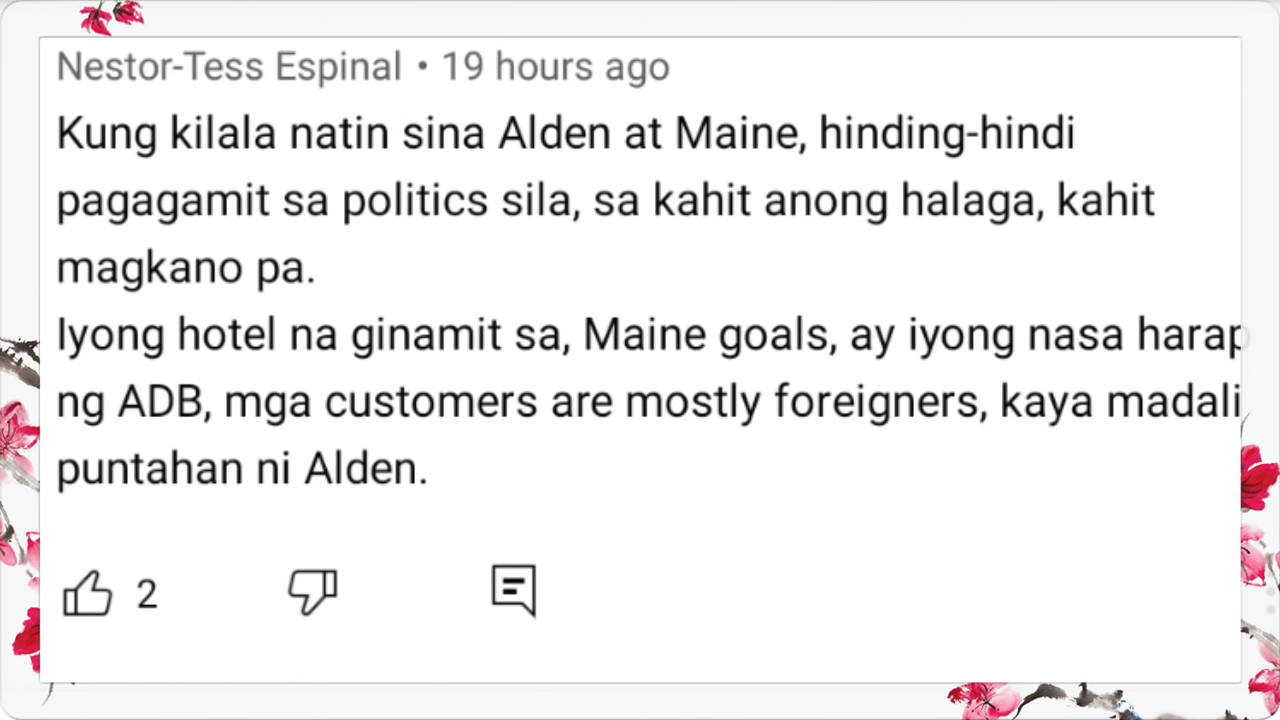 Nestor-Tess Espinal • 19 hours ago
Kung kilala natin sina Alden at Maine, hinding-hindi
pagagamit sa politics sila, sa kahit anong halaga, kahit
magkano pa.
Iyong hotel na ginamit sa, Maine goals, ay iyong nasa harap
ng ADB, mga customers are mostly foreigners, kaya madali
puntahan ni Alden.
2